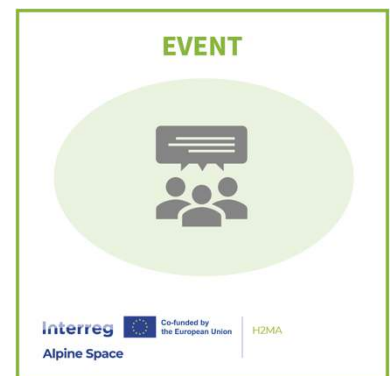 EVENT
Interreg
Co-funded by
the European Union
H2MA
Alpine Space